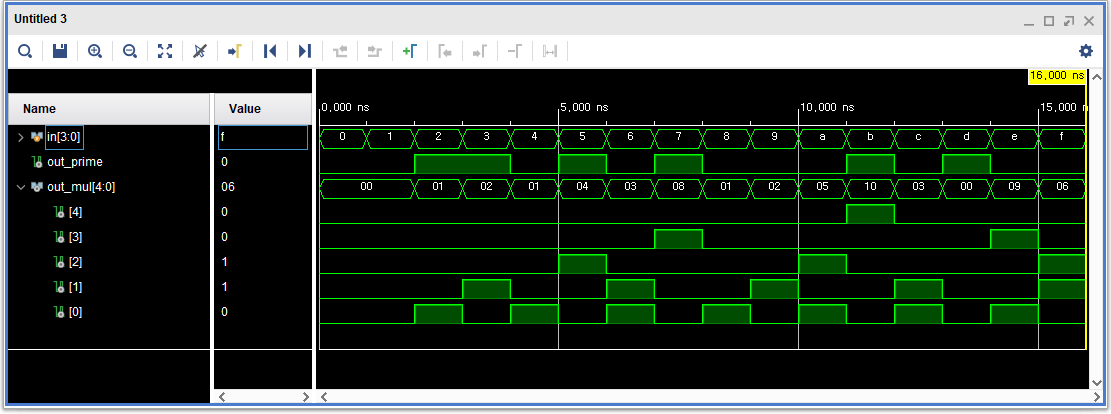 Untitled 3
16,000 ns
Name Value
0,000 ns 5,000 ns 10,000 ns 15,000 n
in[3:0] f 0 1 2 3 4 5 6 7 8 9 a b c d e f
out_prime 0
out_mul[4:0] 06 00 01 02 01 04 03 08 01 02 05 10 03 00 09 06
[4] 0
[3] 0
[2] 1
[1] 1
[0] 0